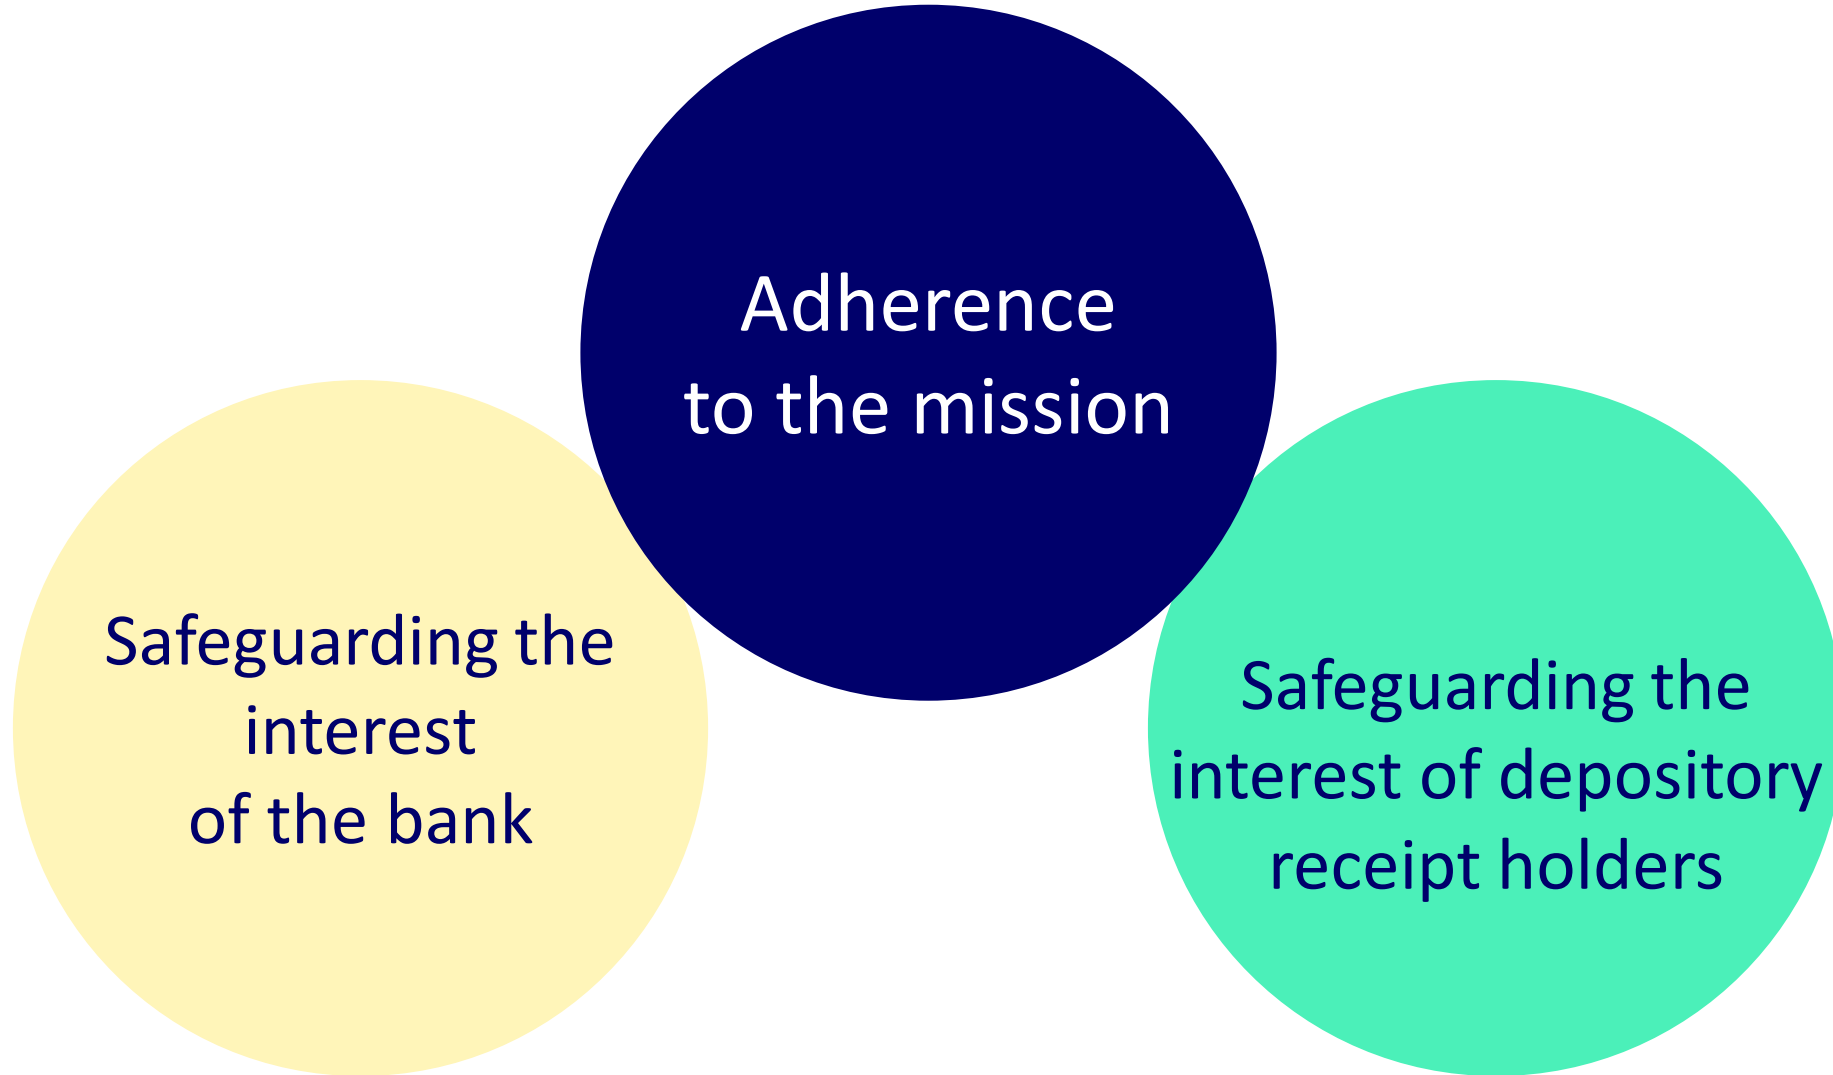 Adherence
to the mission
Safeguarding the
interest
of the bank
Safeguarding the
interest of depository
receipt holders